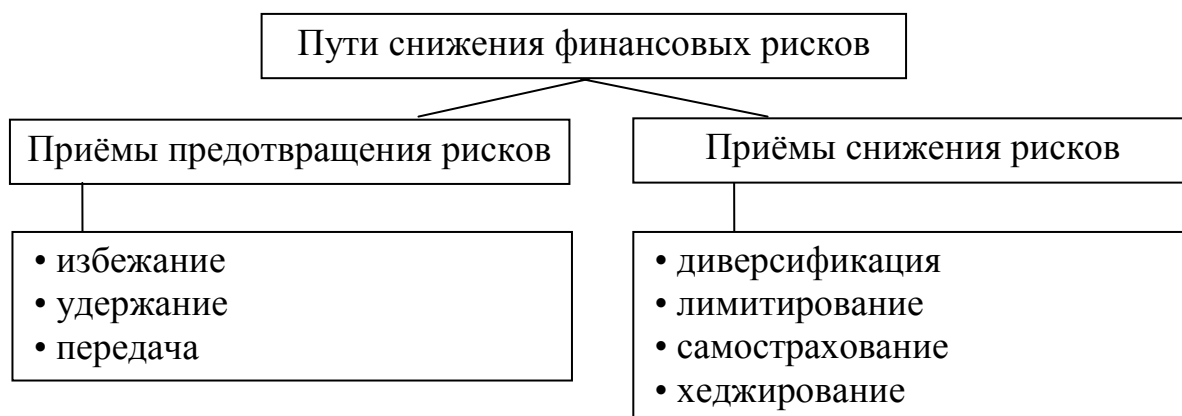 Пути снижения финансовых рисков
Приёмы предотвращения рисков
• избежание
• удержание
• передача
Приёмы снижения рисков
• диверсификация
• лимитирование
• самострахование
• хеджирование